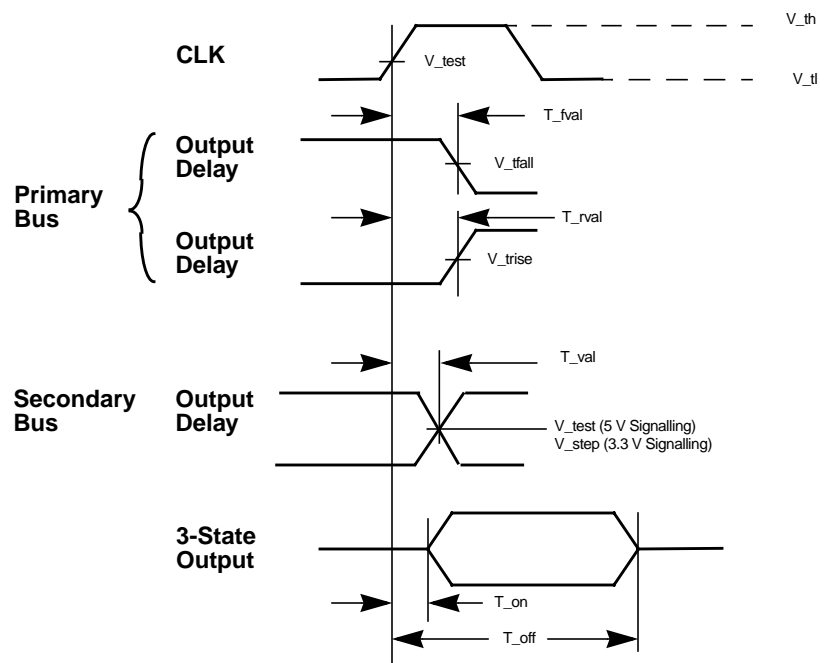 V_th
CLK
V_test
V_tl
T_fval
Output
Delay
V_tfall
Primary
Bus
T_rval
Output
Delay
V_trise
T_val
Secondary
Bus
Output
Delay
V_test (5 V Signalling)
V_step (3.3 V Signalling)
3-State
Output
T_on
T_off